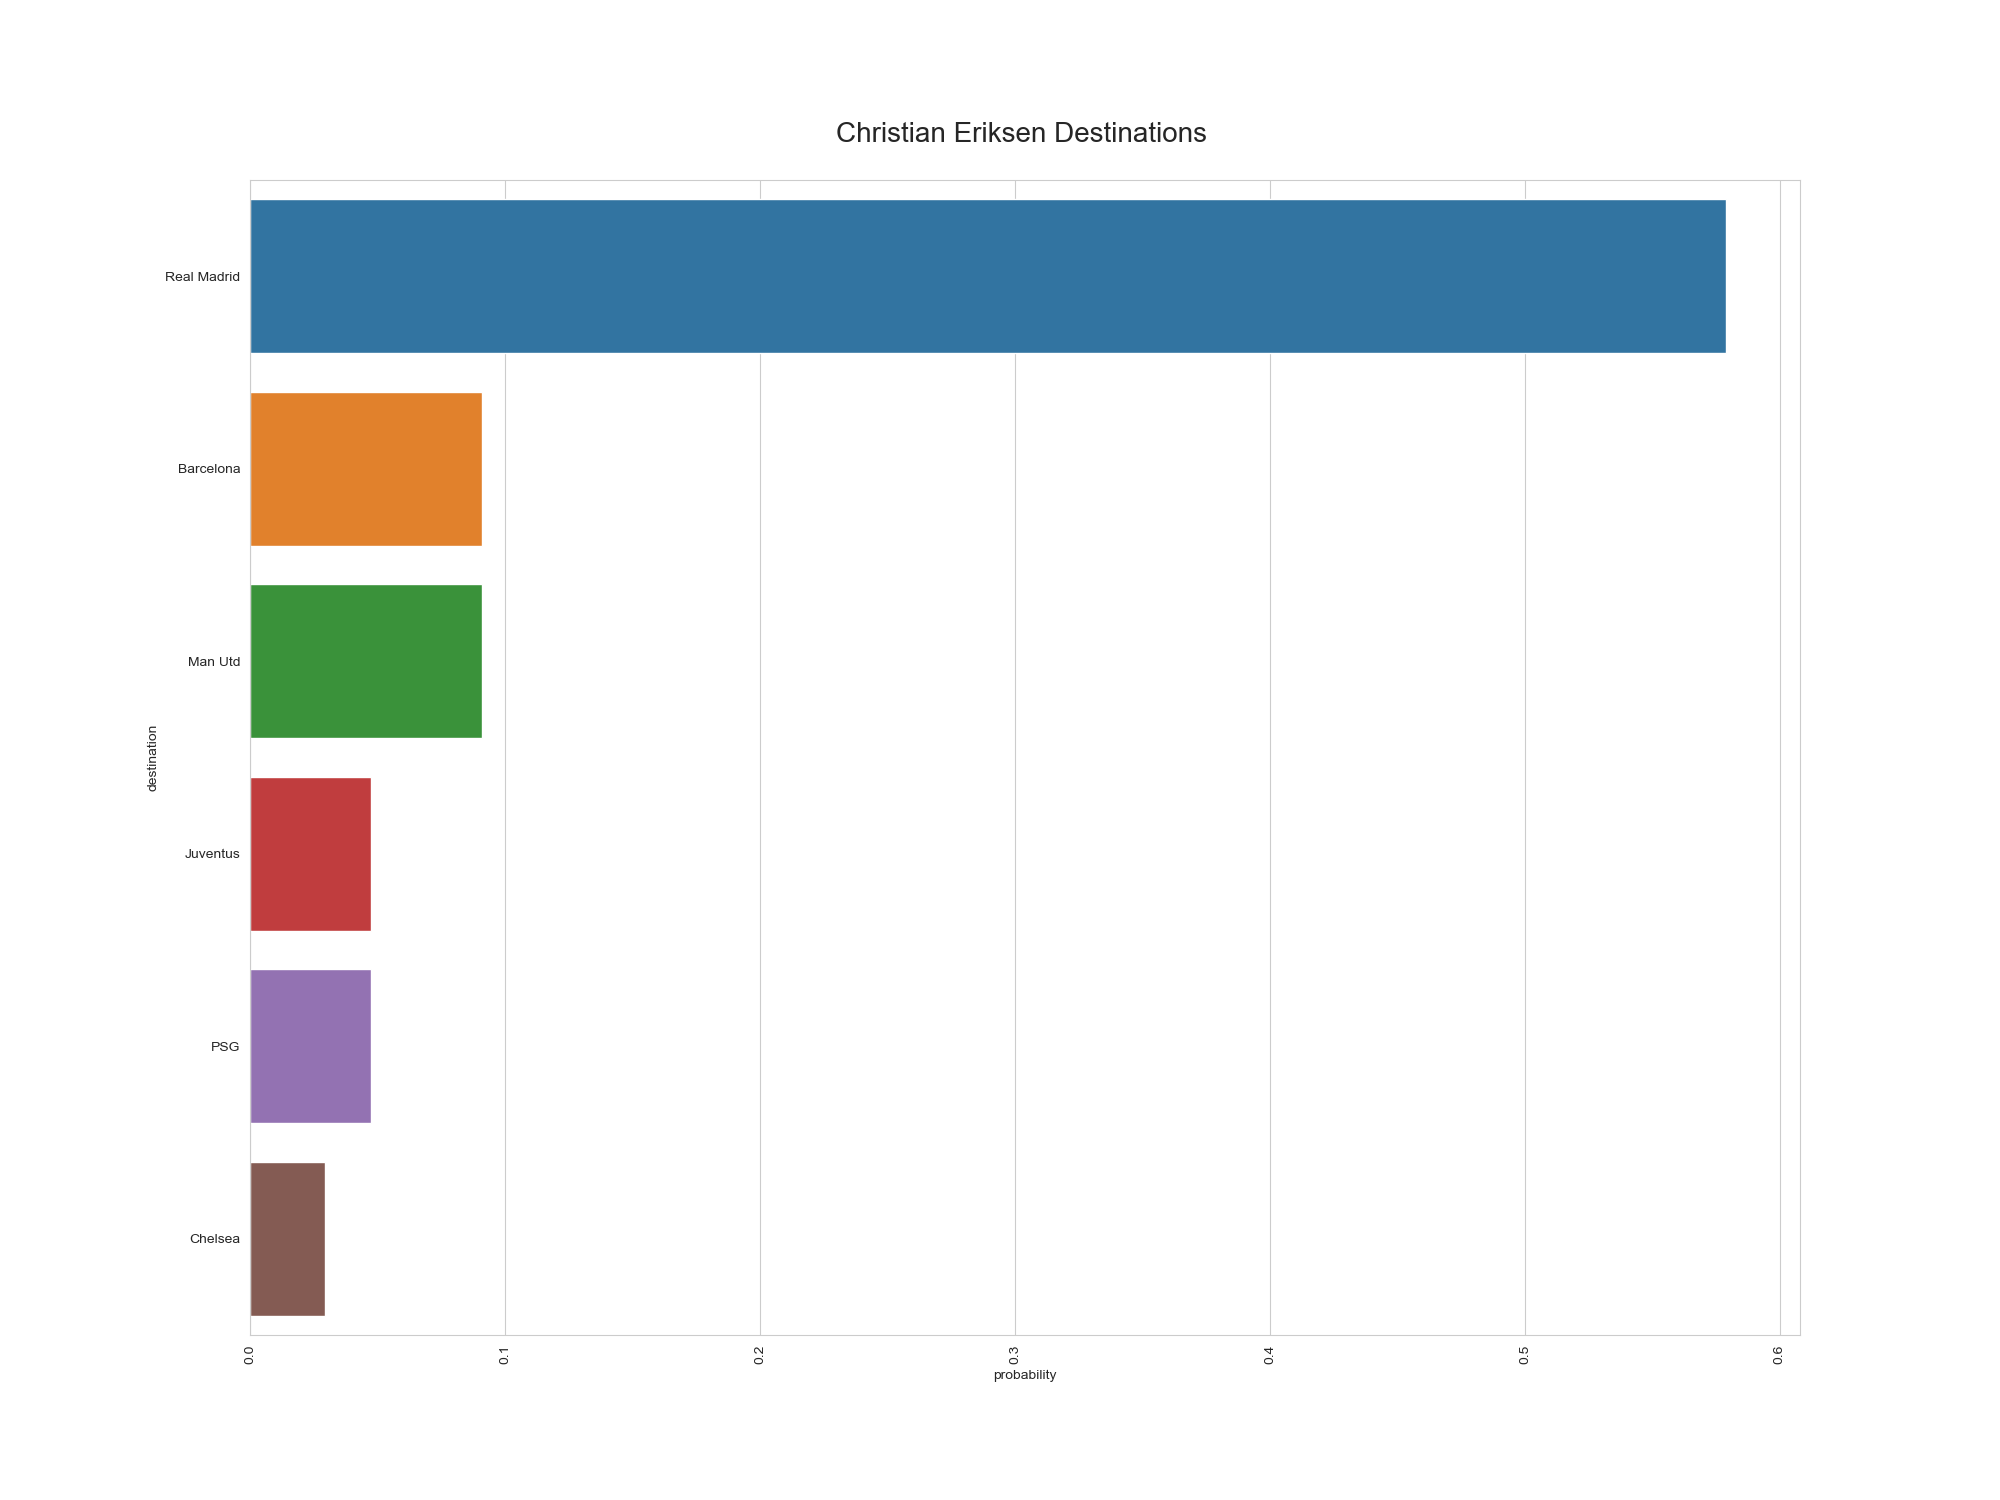 Christian Eriksen Destinations
destination
Real Madrid
Barcelona
Man Utd
Juventus
PSG
Chelsea
0.0
0.1
0.2
0.3
0.4
0.5
0.6
probability